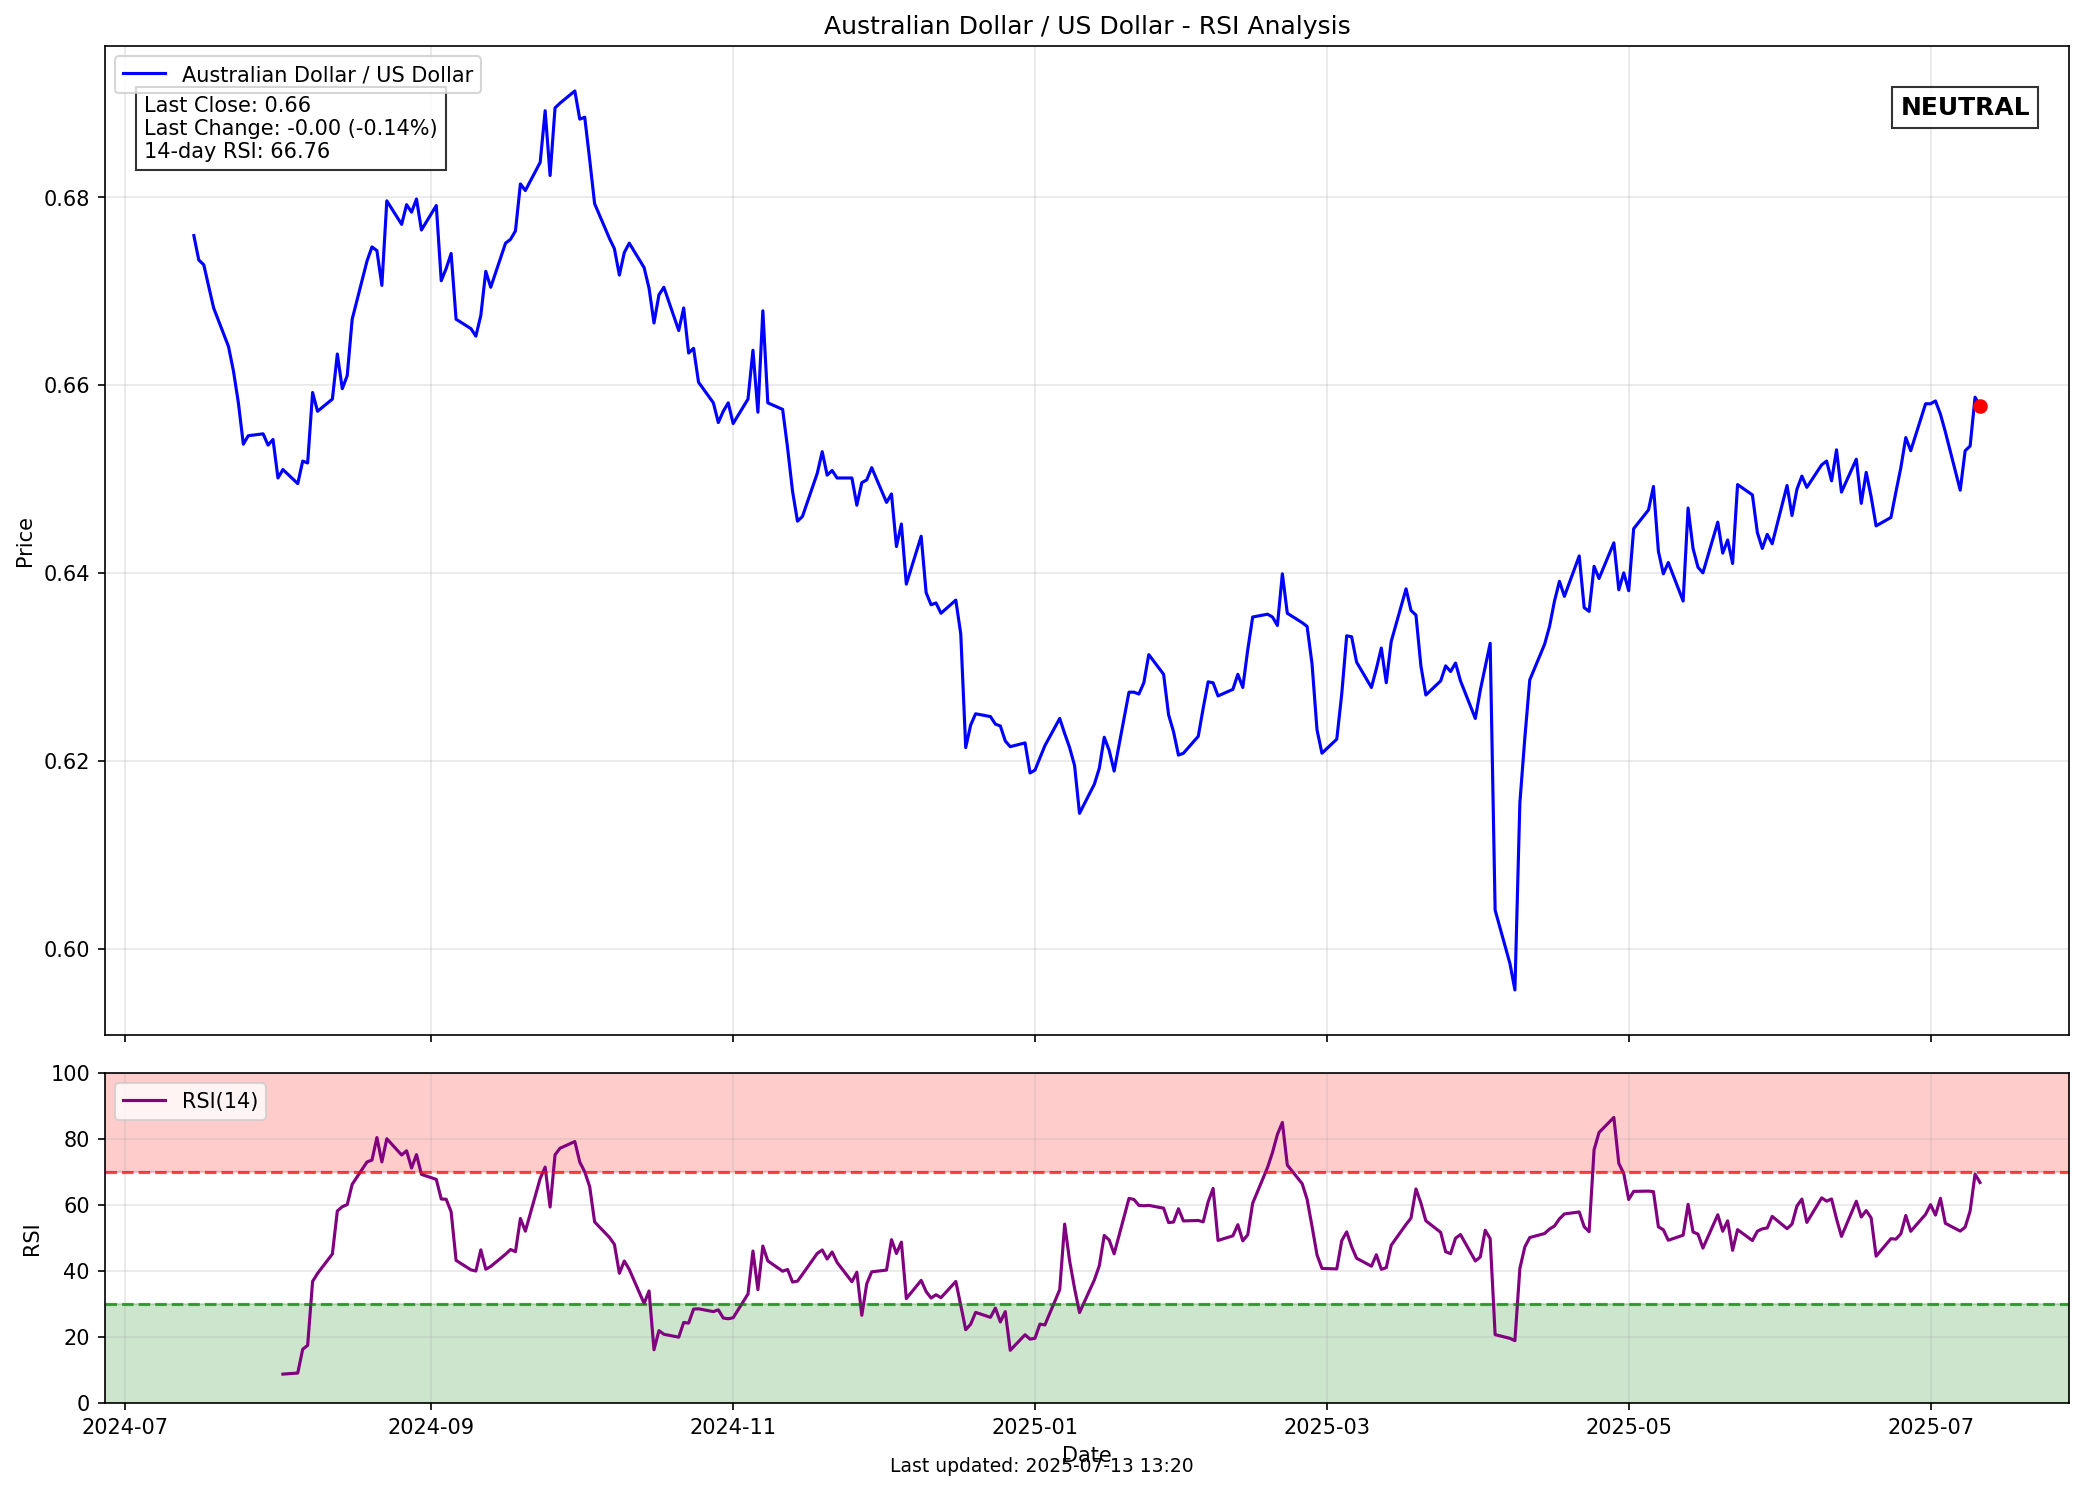 Australian Dollar / US Dollar - RSI Analysis
Australian Dollar / US Dollar
Last Close: 0.66
Last Change: -0.00 (-0.14%)
14-day RSI: 66.76
NEUTRAL
Price
0.68
0.66
0.64
0.62
0.60
RSI(14)
RSI
100
80
60
40
20
0
2024-07
2024-09
2024-11
2025-01
2025-03
2025-05
2025-07
Date
Last updated: 2025-07-13 13:20